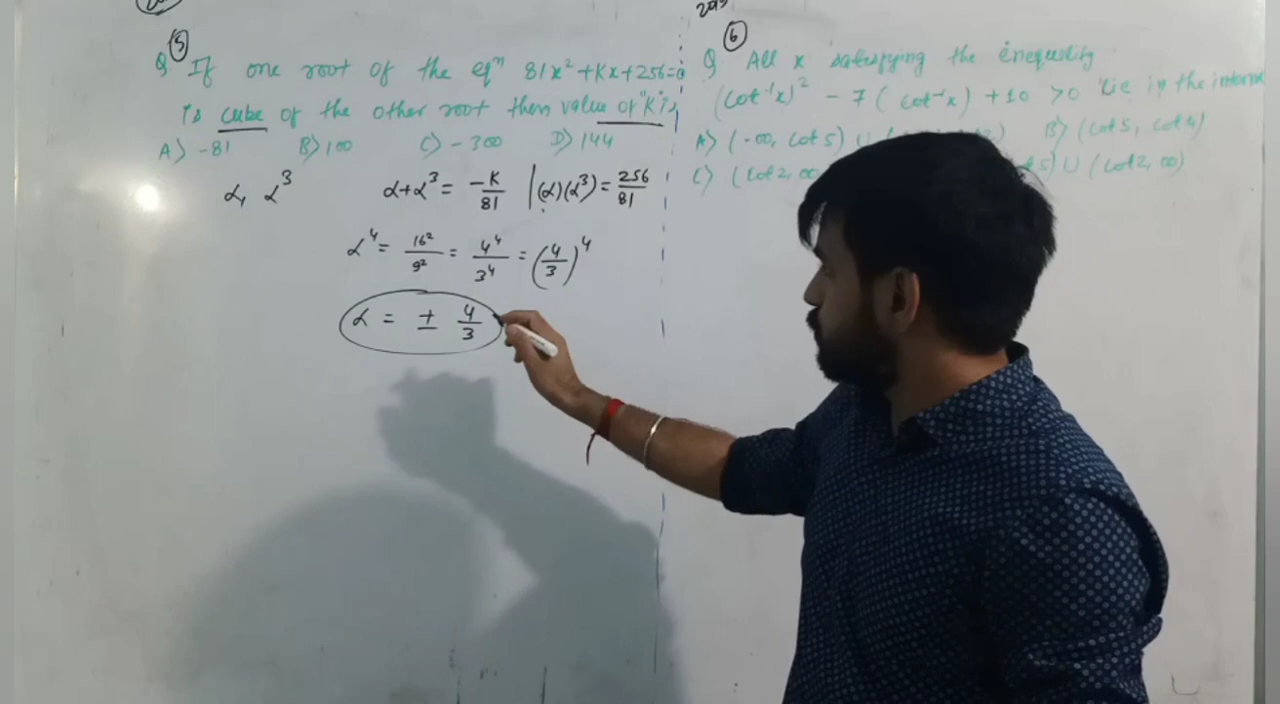 5
Q If one root of the eqⁿ 81x² + Kx + 256 = 0
is cube of the other root then value of "K" is
A) -81 B) 100 C) -300 D) 144
α, α³
α + α³ = -K/81 | (α)(α³) = 256/81
α⁴ = 16²/9² = 4⁴/3⁴ = (4/3)⁴
α = ± 4/3
6
Q All x satisfying the inequality
(cot⁻¹x)² - 7(cot⁻¹x) + 10 > 0 lie in the
A) (-∞, cot 5) ∪ B) (cot 5, cot 4)
C) (cot 2, ∪ (cot 2, ∞)